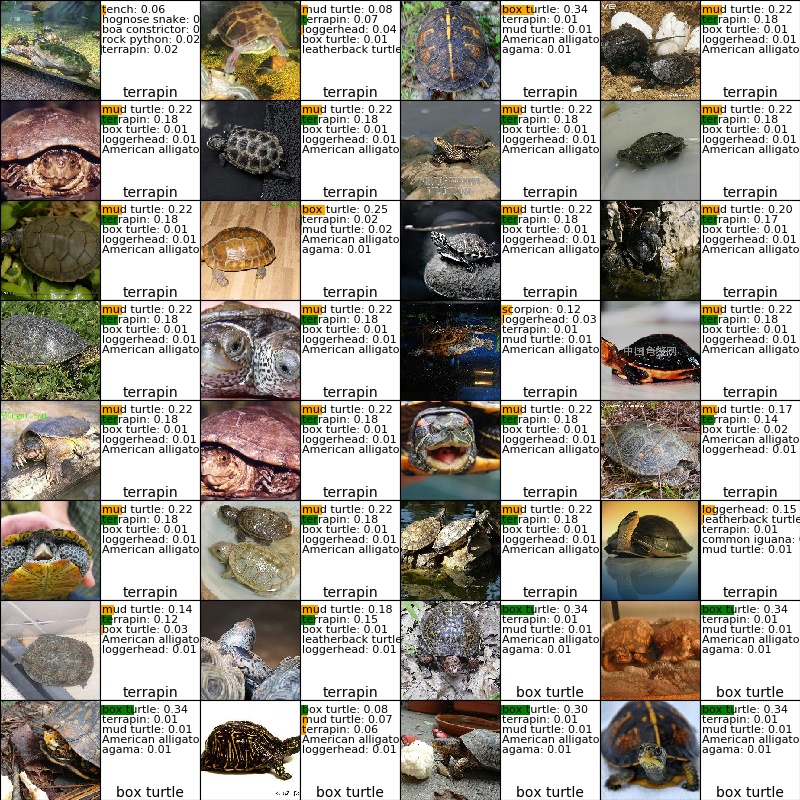 tench: 0.06
hognose snake: 0
boa constrictor: 0
rock python: 0.02
terrapin: 0.02
terrapin
mud turtle: 0.08
terrapin: 0.07
loggerhead: 0.04
box turtle: 0.01
leatherback turtle
terrapin
box turtle: 0.34
terrapin: 0.01
mud turtle: 0.01
American alligato
agama: 0.01
terrapin
mud turtle: 0.22
terrapin: 0.18
box turtle: 0.01
loggerhead: 0.01
American alligato
terrapin
mud turtle: 0.22
terrapin: 0.18
box turtle: 0.01
loggerhead: 0.01
American alligato
terrapin
mud turtle: 0.22
terrapin: 0.18
box turtle: 0.01
loggerhead: 0.01
American alligato
terrapin
mud turtle: 0.22
terrapin: 0.18
box turtle: 0.01
loggerhead: 0.01
American alligato
terrapin
mud turtle: 0.22
terrapin: 0.18
box turtle: 0.01
loggerhead: 0.01
American alligato
terrapin
mud turtle: 0.22
terrapin: 0.18
box turtle: 0.01
loggerhead: 0.01
American alligato
terrapin
box turtle: 0.25
terrapin: 0.02
mud turtle: 0.02
American alligato
agama: 0.01
terrapin
mud turtle: 0.22
terrapin: 0.18
box turtle: 0.01
loggerhead: 0.01
American alligato
terrapin
mud turtle: 0.20
terrapin: 0.17
box turtle: 0.01
loggerhead: 0.01
American alligato
terrapin
mud turtle: 0.22
terrapin: 0.18
box turtle: 0.01
loggerhead: 0.01
American alligato
terrapin
mud turtle: 0.22
terrapin: 0.18
box turtle: 0.01
loggerhead: 0.01
American alligato
terrapin
scorpion: 0.12
loggerhead: 0.03
terrapin: 0.01
mud turtle: 0.01
American alligato
terrapin
mud turtle: 0.22
terrapin: 0.18
box turtle: 0.01
loggerhead: 0.01
American alligato
terrapin
mud turtle: 0.22
terrapin: 0.18
box turtle: 0.01
loggerhead: 0.01
American alligato
terrapin
mud turtle: 0.22
terrapin: 0.18
box turtle: 0.01
loggerhead: 0.01
American alligato
terrapin
mud turtle: 0.22
terrapin: 0.18
box turtle: 0.01
loggerhead: 0.01
American alligato
terrapin
mud turtle: 0.17
terrapin: 0.14
box turtle: 0.02
American alligato
loggerhead: 0.01
terrapin
mud turtle: 0.22
terrapin: 0.18
box turtle: 0.01
loggerhead: 0.01
American alligato
terrapin
mud turtle: 0.22
terrapin: 0.18
box turtle: 0.01
loggerhead: 0.01
American alligato
terrapin
mud turtle: 0.22
terrapin: 0.18
box turtle: 0.01
loggerhead: 0.01
American alligato
terrapin
loggerhead: 0.15
leatherback turtle
terrapin: 0.01
common iguana:
mud turtle: 0.01
terrapin
mud turtle: 0.14
terrapin: 0.12
box turtle: 0.03
American alligato
loggerhead: 0.01
terrapin
mud turtle: 0.18
terrapin: 0.15
box turtle: 0.01
leatherback turtle
loggerhead: 0.01
terrapin
box turtle: 0.34
terrapin: 0.01
mud turtle: 0.01
American alligato
agama: 0.01
box turtle
box turtle: 0.34
terrapin: 0.01
mud turtle: 0.01
American alligato
agama: 0.01
box turtle
box turtle: 0.34
terrapin: 0.01
mud turtle: 0.01
American alligato
agama: 0.01
box turtle
box turtle: 0.08
mud turtle: 0.07
terrapin: 0.06
American alligato
loggerhead: 0.01
box turtle
box turtle: 0.30
terrapin: 0.01
mud turtle: 0.01
American alligato
agama: 0.01
box turtle
box turtle: 0.34
terrapin: 0.01
mud turtle: 0.01
American alligato
agama: 0.01
box turtle